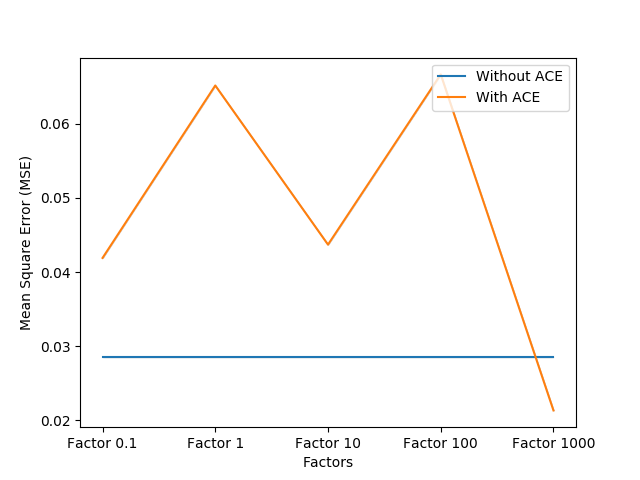 Without ACE
With ACE
0.06
0.05
0.04
0.03
0.02
Mean Square Error (MSE)
Factor 0.1
Factor 1
Factor 10
Factor 100
Factor 1000
Factors